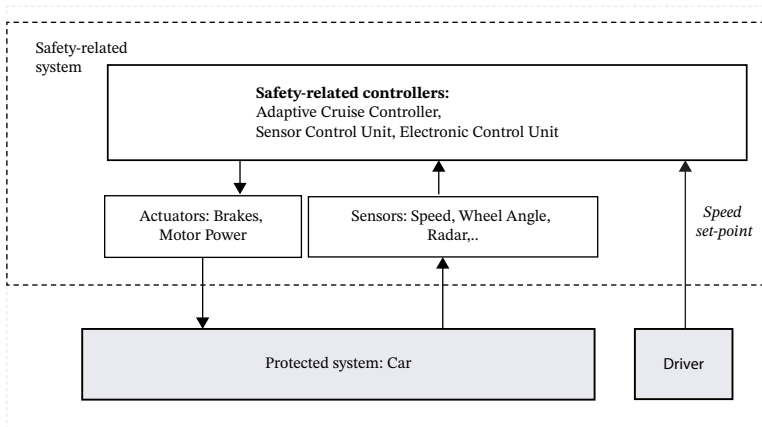 Safety-related
system
Safety-related controllers:
Adaptive Cruise Controller,
Sensor Control Unit, Electronic Control Unit
Actuators: Brakes,
Motor Power
Sensors: Speed, Wheel Angle,
Radar,..
Speed
set-point
Protected system: Car
Driver